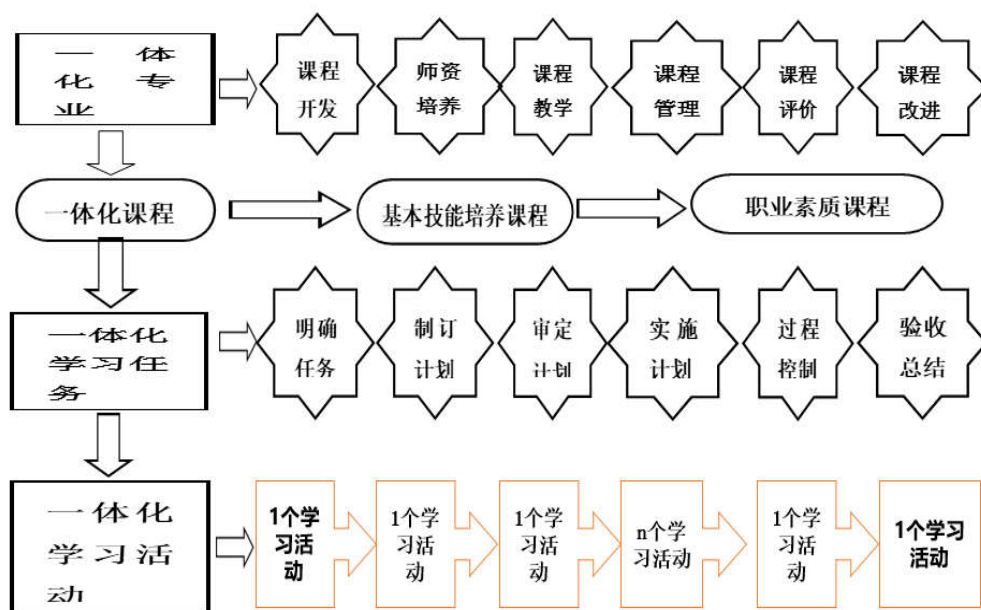 一体
化专
业
课程
开发
师资
培养
课程
教学
课程
管理
课程
评价
课程
改进
一体化课程
基本技能培养课程
职业素质课程
一体化
学习任
务
明确
任务
制订
计划
审定
计划
实施
计划
过程
控制
验收
总结
一体化
学习活
动
1个学
习活
动
1个学
习活
动
1个学
习活
动
n个学
习活动
1个学
习活
动
1个学习
活动